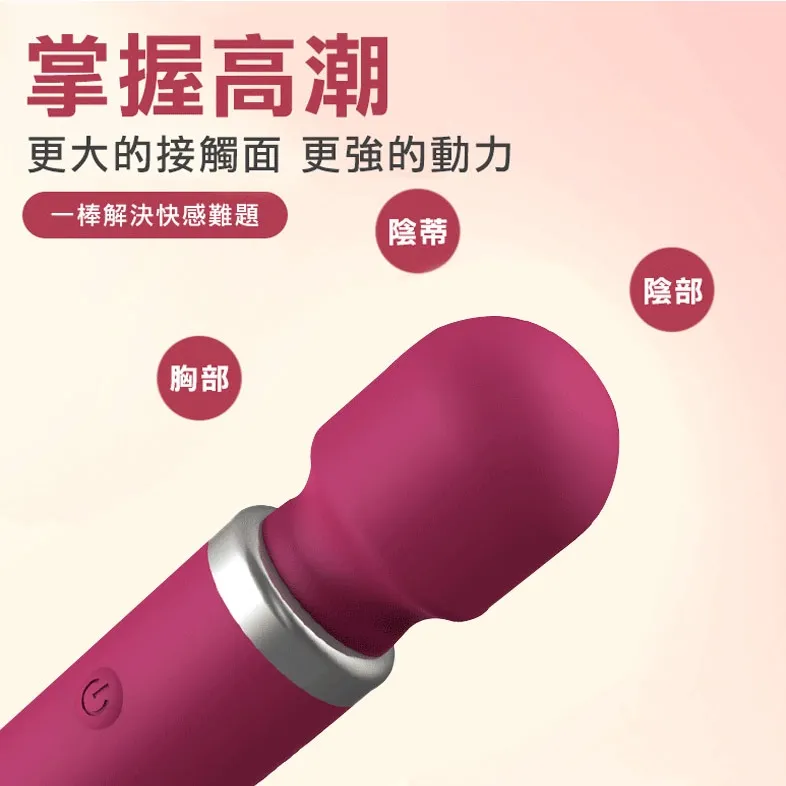 掌握高潮
更大的接觸面 更強的動力
一棒解決快感難題
陰蒂
陰部
胸部